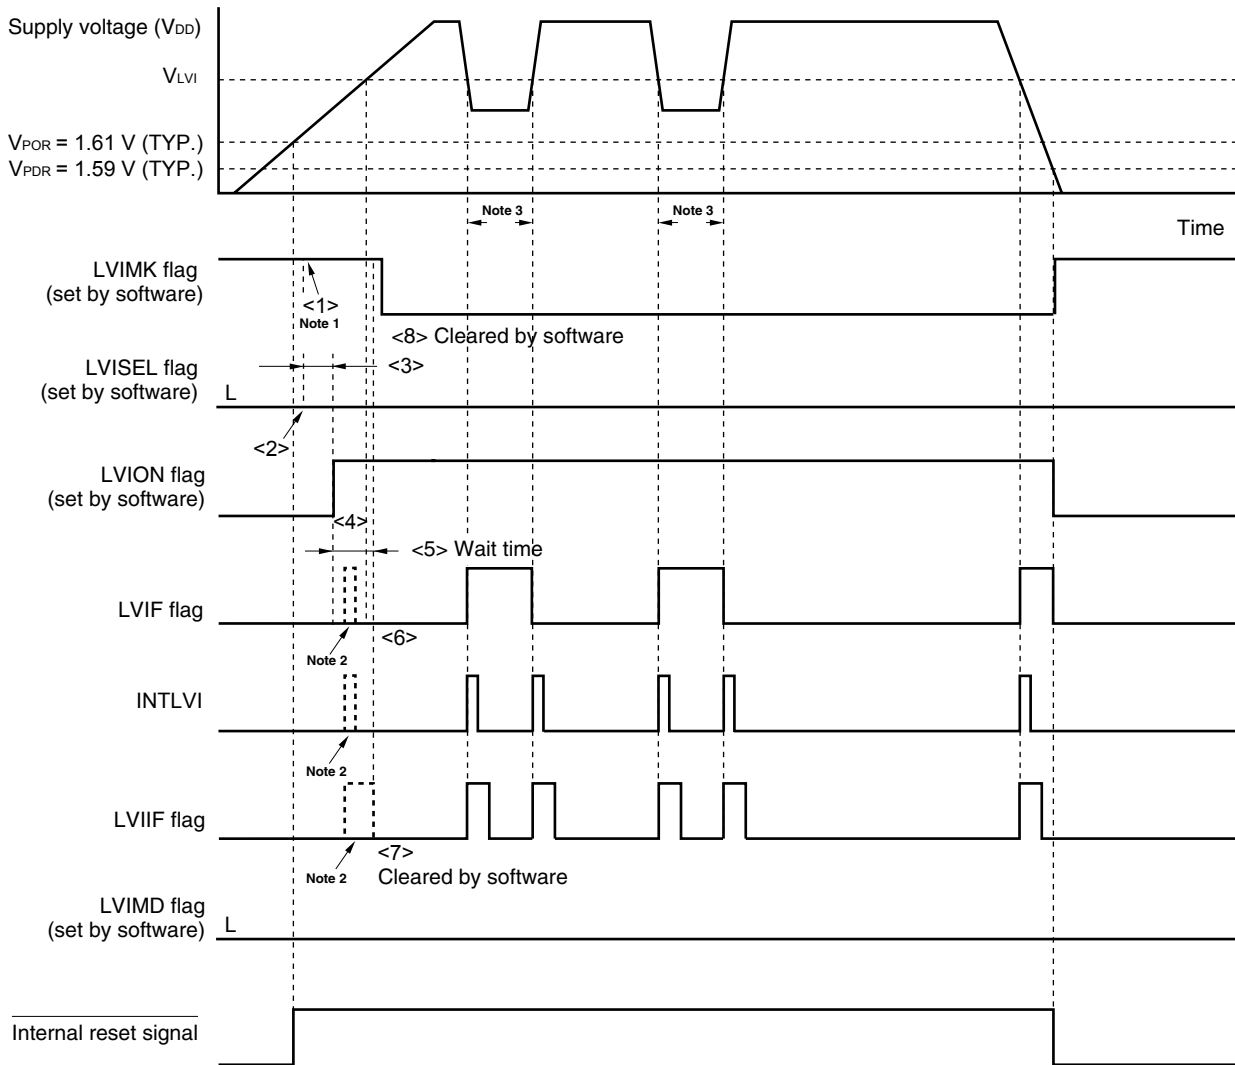 Supply voltage (VDD)
VLVI
VPOR = 1.61 V (TYP.)
VPDR = 1.59 V (TYP.)
Note 3
Note 3
Time
LVIMK flag
(set by software)
<1>
Note 1
<8> Cleared by software
LVISEL flag
(set by software)
L
<3>
<2>
LVION flag
(set by software)
<4>
<5> Wait time
LVIF flag
<6>
Note 2
INTLVI
Note 2
LVIIF flag
<7>
Note 2
Cleared by software
LVIMD flag
(set by software)
L
Internal reset signal